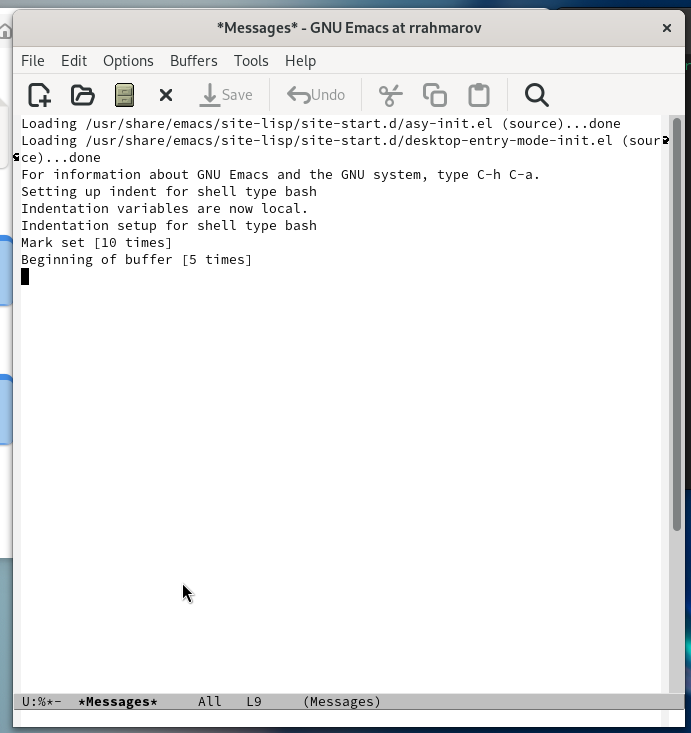 *Messages* - GNU Emacs at rrahmarov
File Edit Options Buffers Tools Help
Save Undo
Loading /usr/share/emacs/site-lisp/site-start.d/asy-init.el (source)...done
Loading /usr/share/emacs/site-lisp/site-start.d/desktop-entry-mode-init.el (sour
ce)...done
For information about GNU Emacs and the GNU system, type C-h C-a.
Setting up indent for shell type bash
Indentation variables are now local.
Indentation setup for shell type bash
Mark set [10 times]
Beginning of buffer [5 times]
U:%*- *Messages* All L9 (Messages)